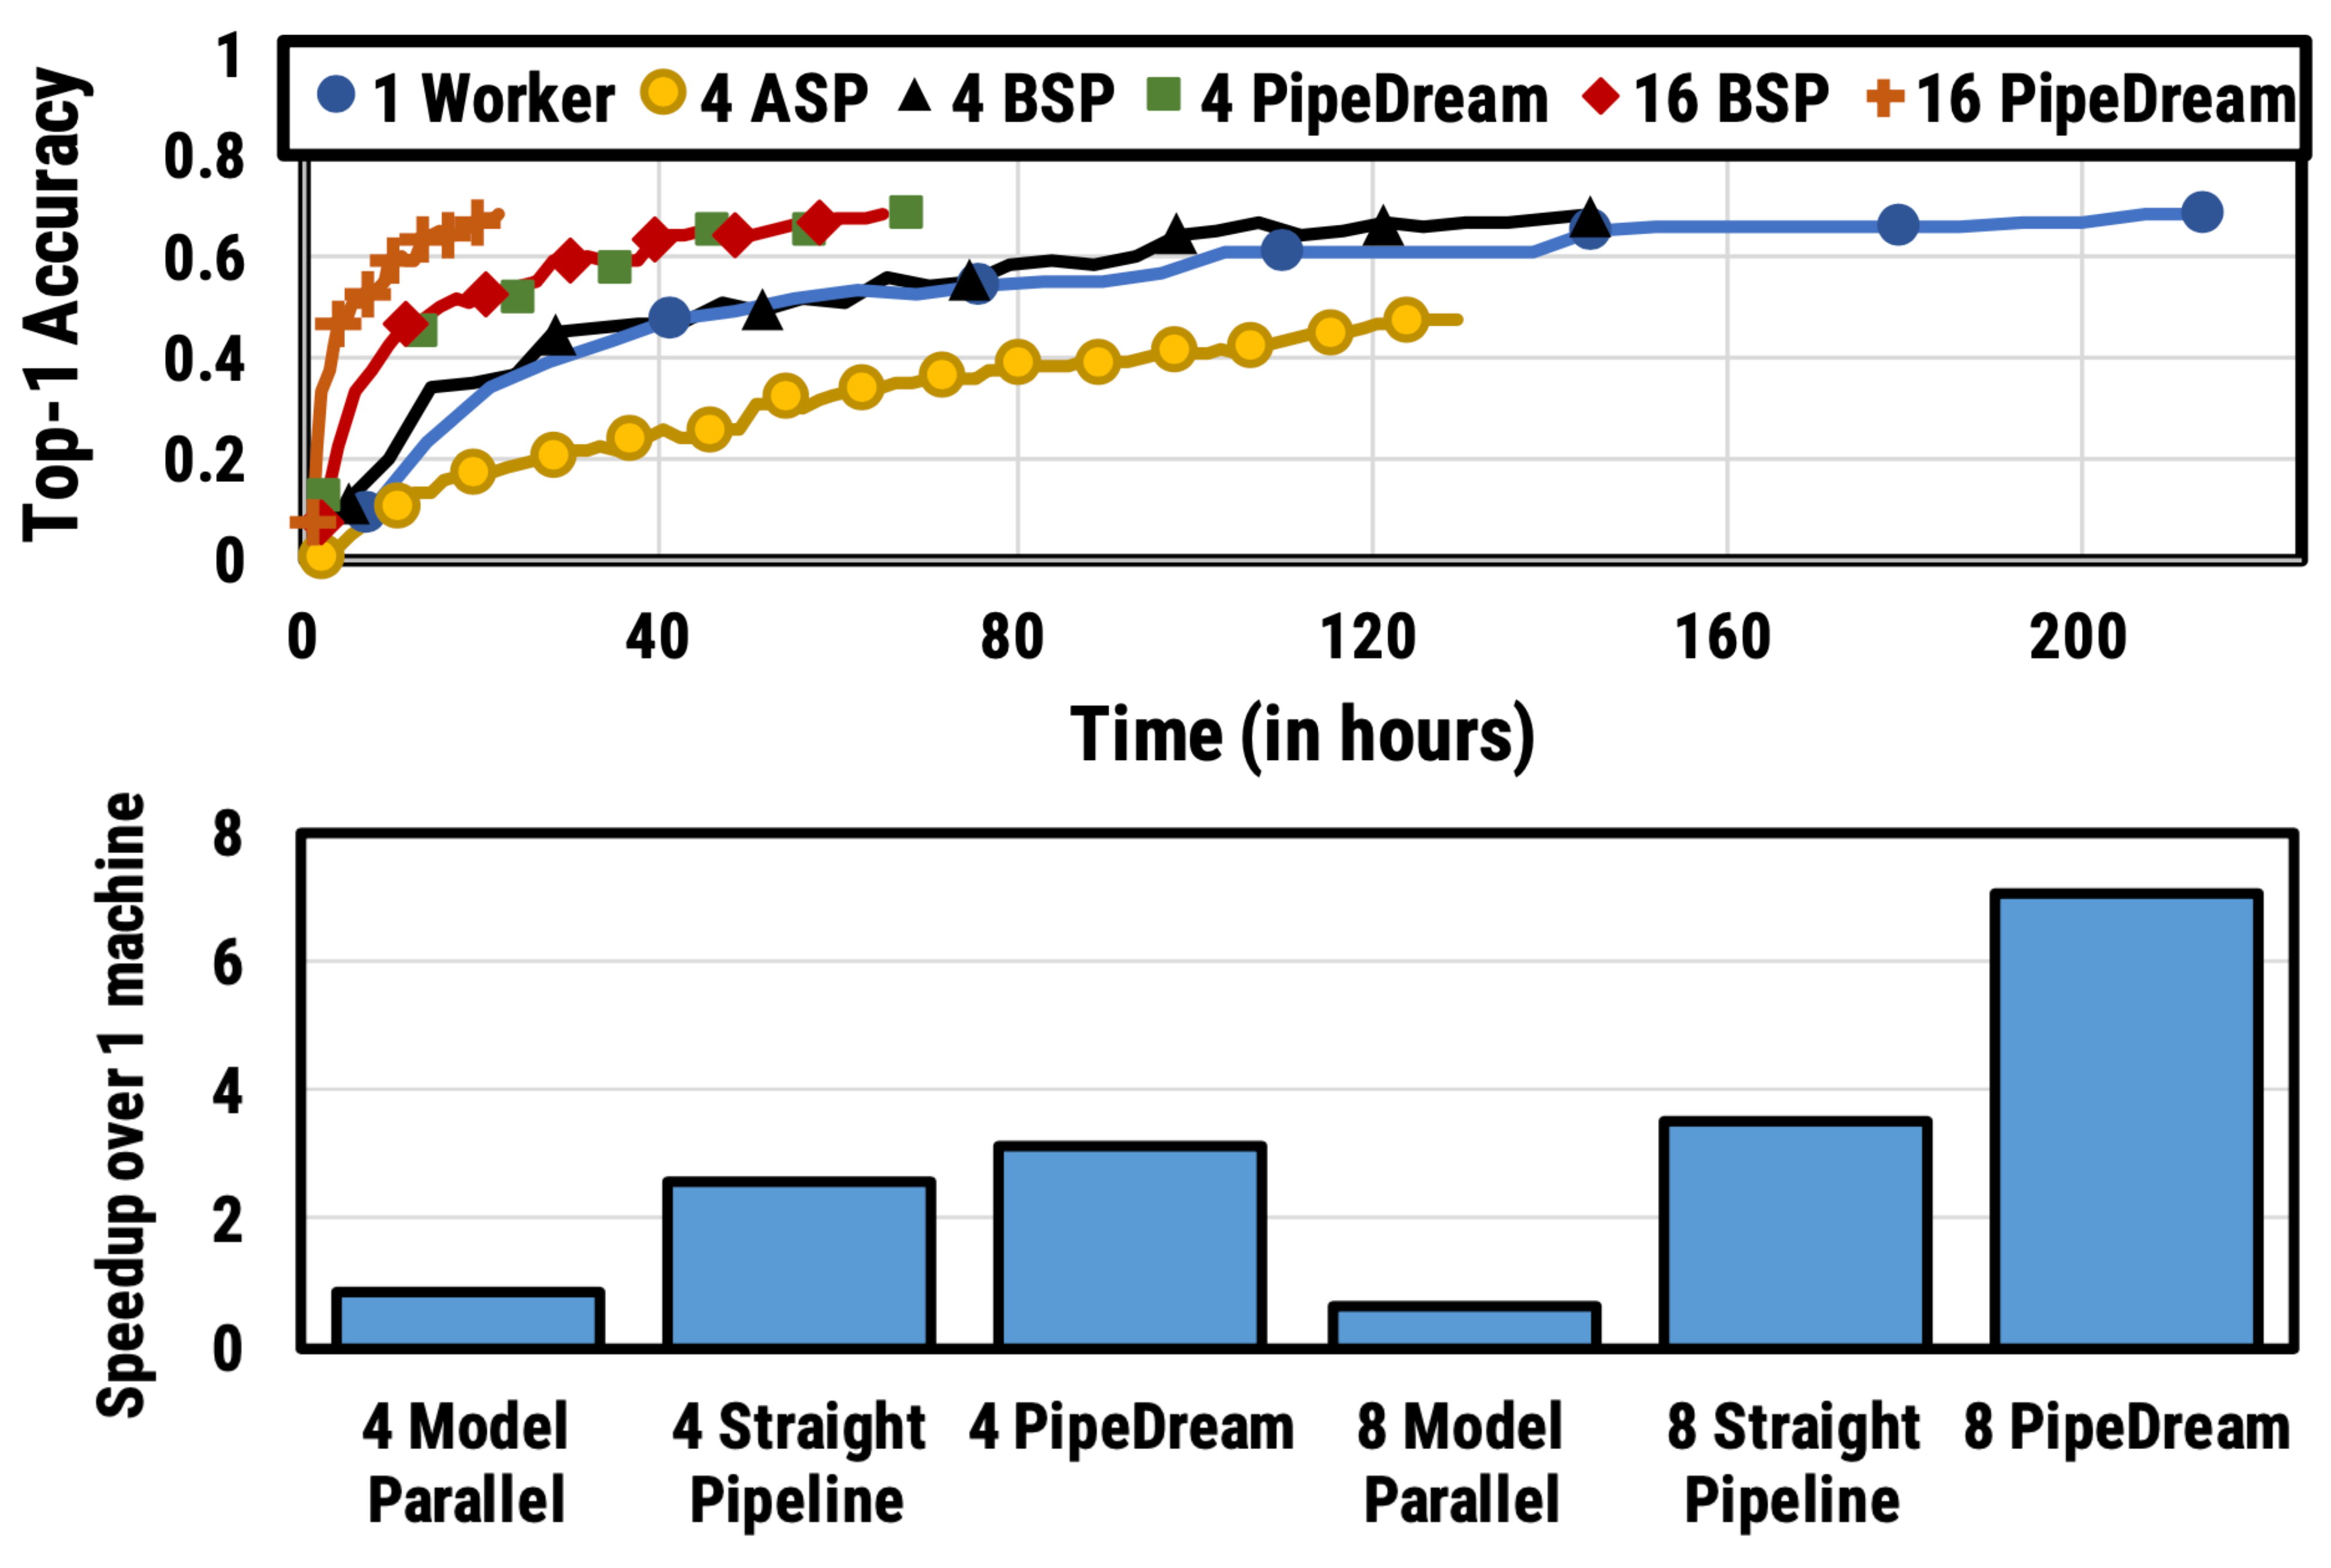 Top-1 Accuracy
1
0.8
0.6
0.4
0.2
0
1 Worker 4 ASP 4 BSP 4 PipeDream 16 BSP 16 PipeDream
0 40 80 120 160 200
Time (in hours)
Speedup over 1 machine
8
6
4
2
0
4 Model Parallel
4 Straight Pipeline
4 PipeDream
8 Model Parallel
8 Straight Pipeline
8 PipeDream